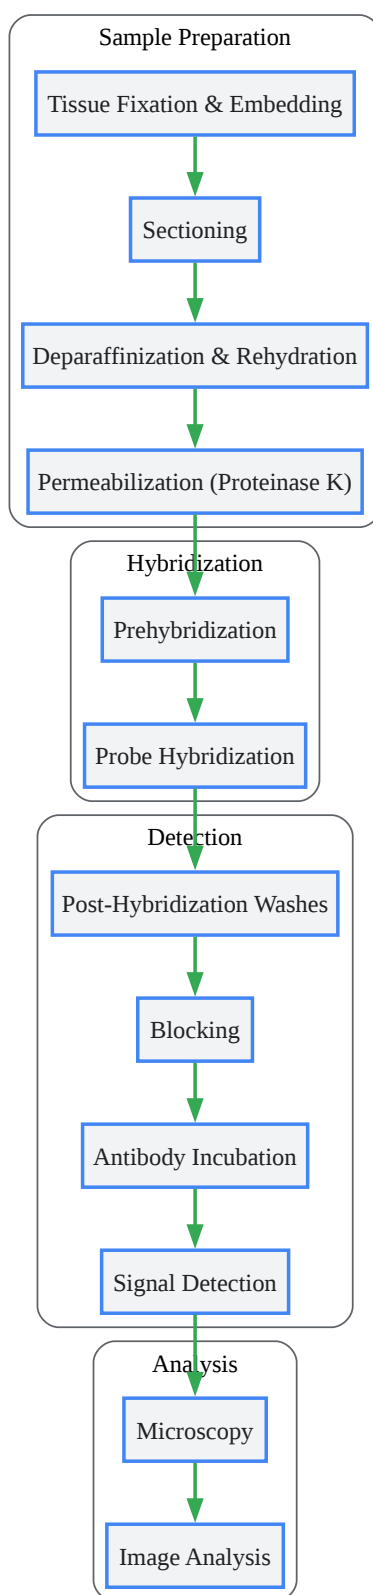 Sample Preparation
Tissue Fixation & Embedding
Sectioning
Deparaffinization & Rehydration
Permeabilization (Proteinase K)
Hybridization
Prehybridization
Probe Hybridization
Detection
Post-Hybridization Washes
Blocking
Antibody Incubation
Signal Detection
Analysis
Microscopy
Image Analysis